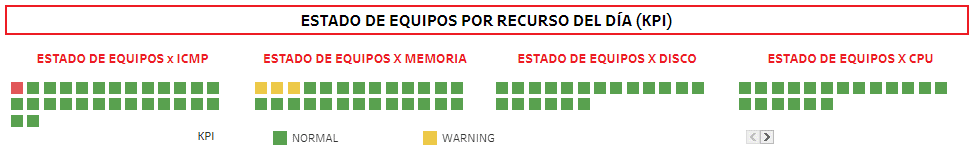 ESTADO DE EQUIPOS POR RECURSO DEL DÍA (KPI)
ESTADO DE EQUIPOS x ICMP
ESTADO DE EQUIPOS X MEMORIA
ESTADO DE EQUIPOS X DISCO
ESTADO DE EQUIPOS X CPU
KPI
NORMAL
WARNING